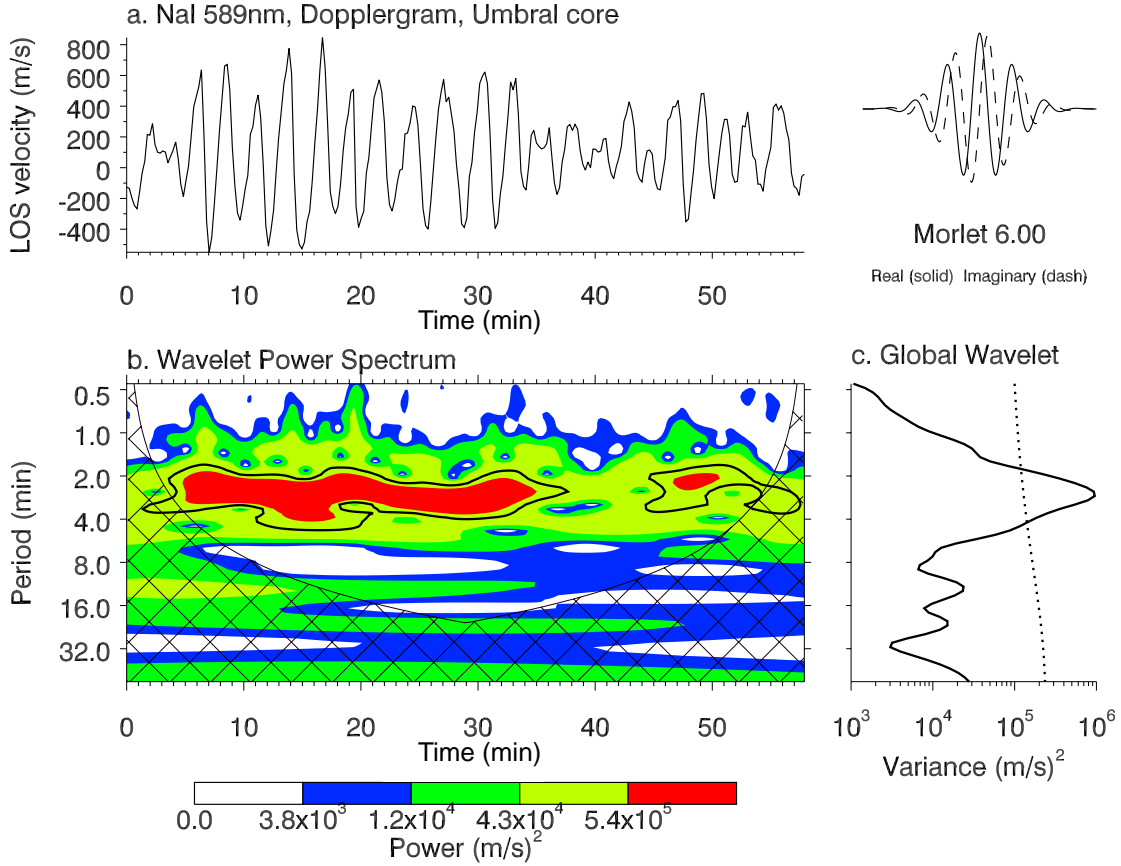 a. NaI 589nm, Dopplergram, Umbral core
LOS velocity (m/s)
800
600
400
200
0
-200
-400
0 10 20 30 40 50
Time (min)
Morlet 6.00
Real (solid) Imaginary (dash)
b. Wavelet Power Spectrum
Period (min)
0.5
1.0
2.0
4.0
8.0
16.0
32.0
0 10 20 30 40 50
Time (min)
c. Global Wavelet
10³ 10⁴ 10⁵ 10⁶
Variance (m/s)²
0.0 3.8x10³ 1.2x10⁴ 4.3x10⁴ 5.4x10⁵
Power (m/s)²